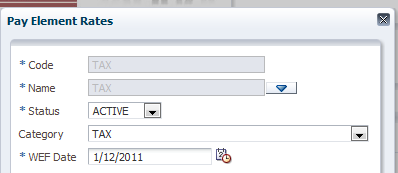 Pay Element Rates
* Code TAX
* Name TAX
* Status ACTIVE
Category TAX
* WEF Date 1/12/2011